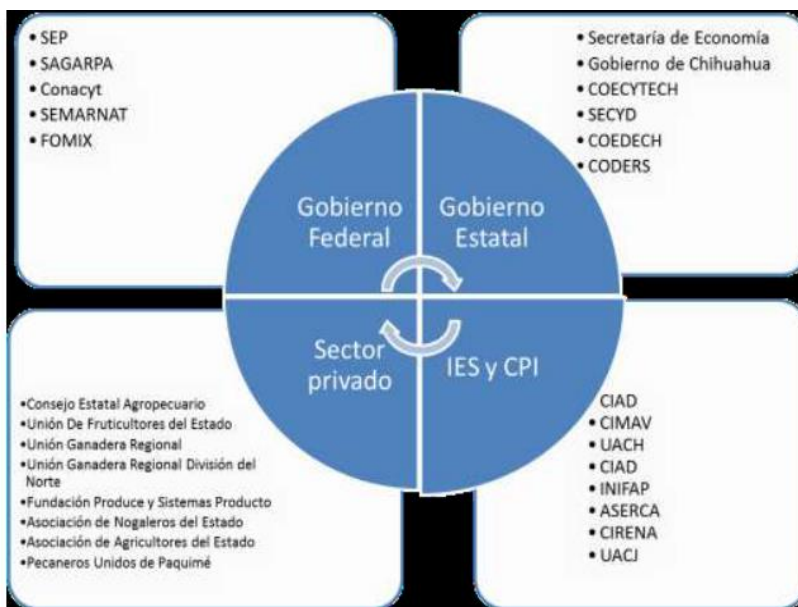 • SEP
• SAGARPA
• Conacyt
• SEMARNAT
• FOMIX
• Secretaría de Economía
• Gobierno de Chihuahua
• COECYTECH
• SECYD
• COEDECH
• CODERS
Gobierno
Federal
Gobierno
Estatal
Sector
privado
IES y CPI
•Consejo Estatal Agropecuario
•Unión De Fruticultores del Estado
•Unión Ganadera Regional
•Unión Ganadera Regional División del
Norte
•Fundación Produce y Sistemas Producto
•Asociación de Nogaleros del Estado
•Asociación de Agricultores del Estado
•Pecaneros Unidos de Paquimé
CIAD
• CIMAV
• UACH
• CIAD
• INIFAP
• ASERCA
• CIRENA
• UACJ